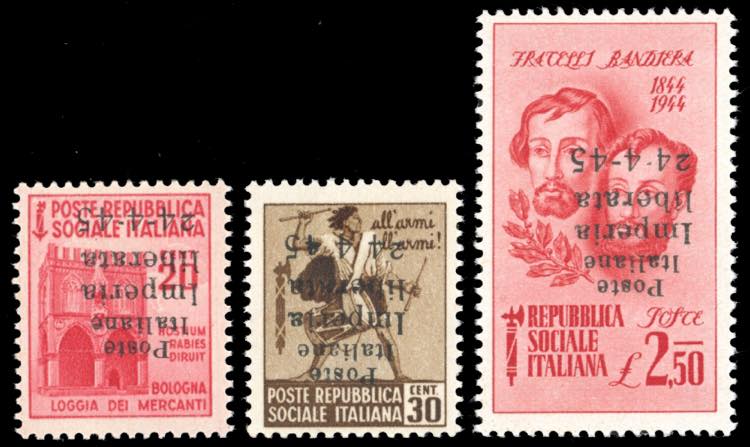 POSTE REPUBBLICA
SOCIALE ITALIANA
20
HOSTIUM
RABIES
DIRUIT
BOLOGNA
LOGGIA DEI MERCANTI
Poste
Italiane
Imperia
liberata
24-4-45
all'armi
all'armi!
POSTE REPUBBLICA
SOCIALE ITALIANA
CENT.
30
Poste
Italiane
Imperia
liberata
24-4-45
FRATELLI BANDIERA
1844
1944
REPUBBLICA
SOCIALE
ITALIANA
POSTE
£2,50
Poste
Italiane
Imperia
liberata
24-4-45